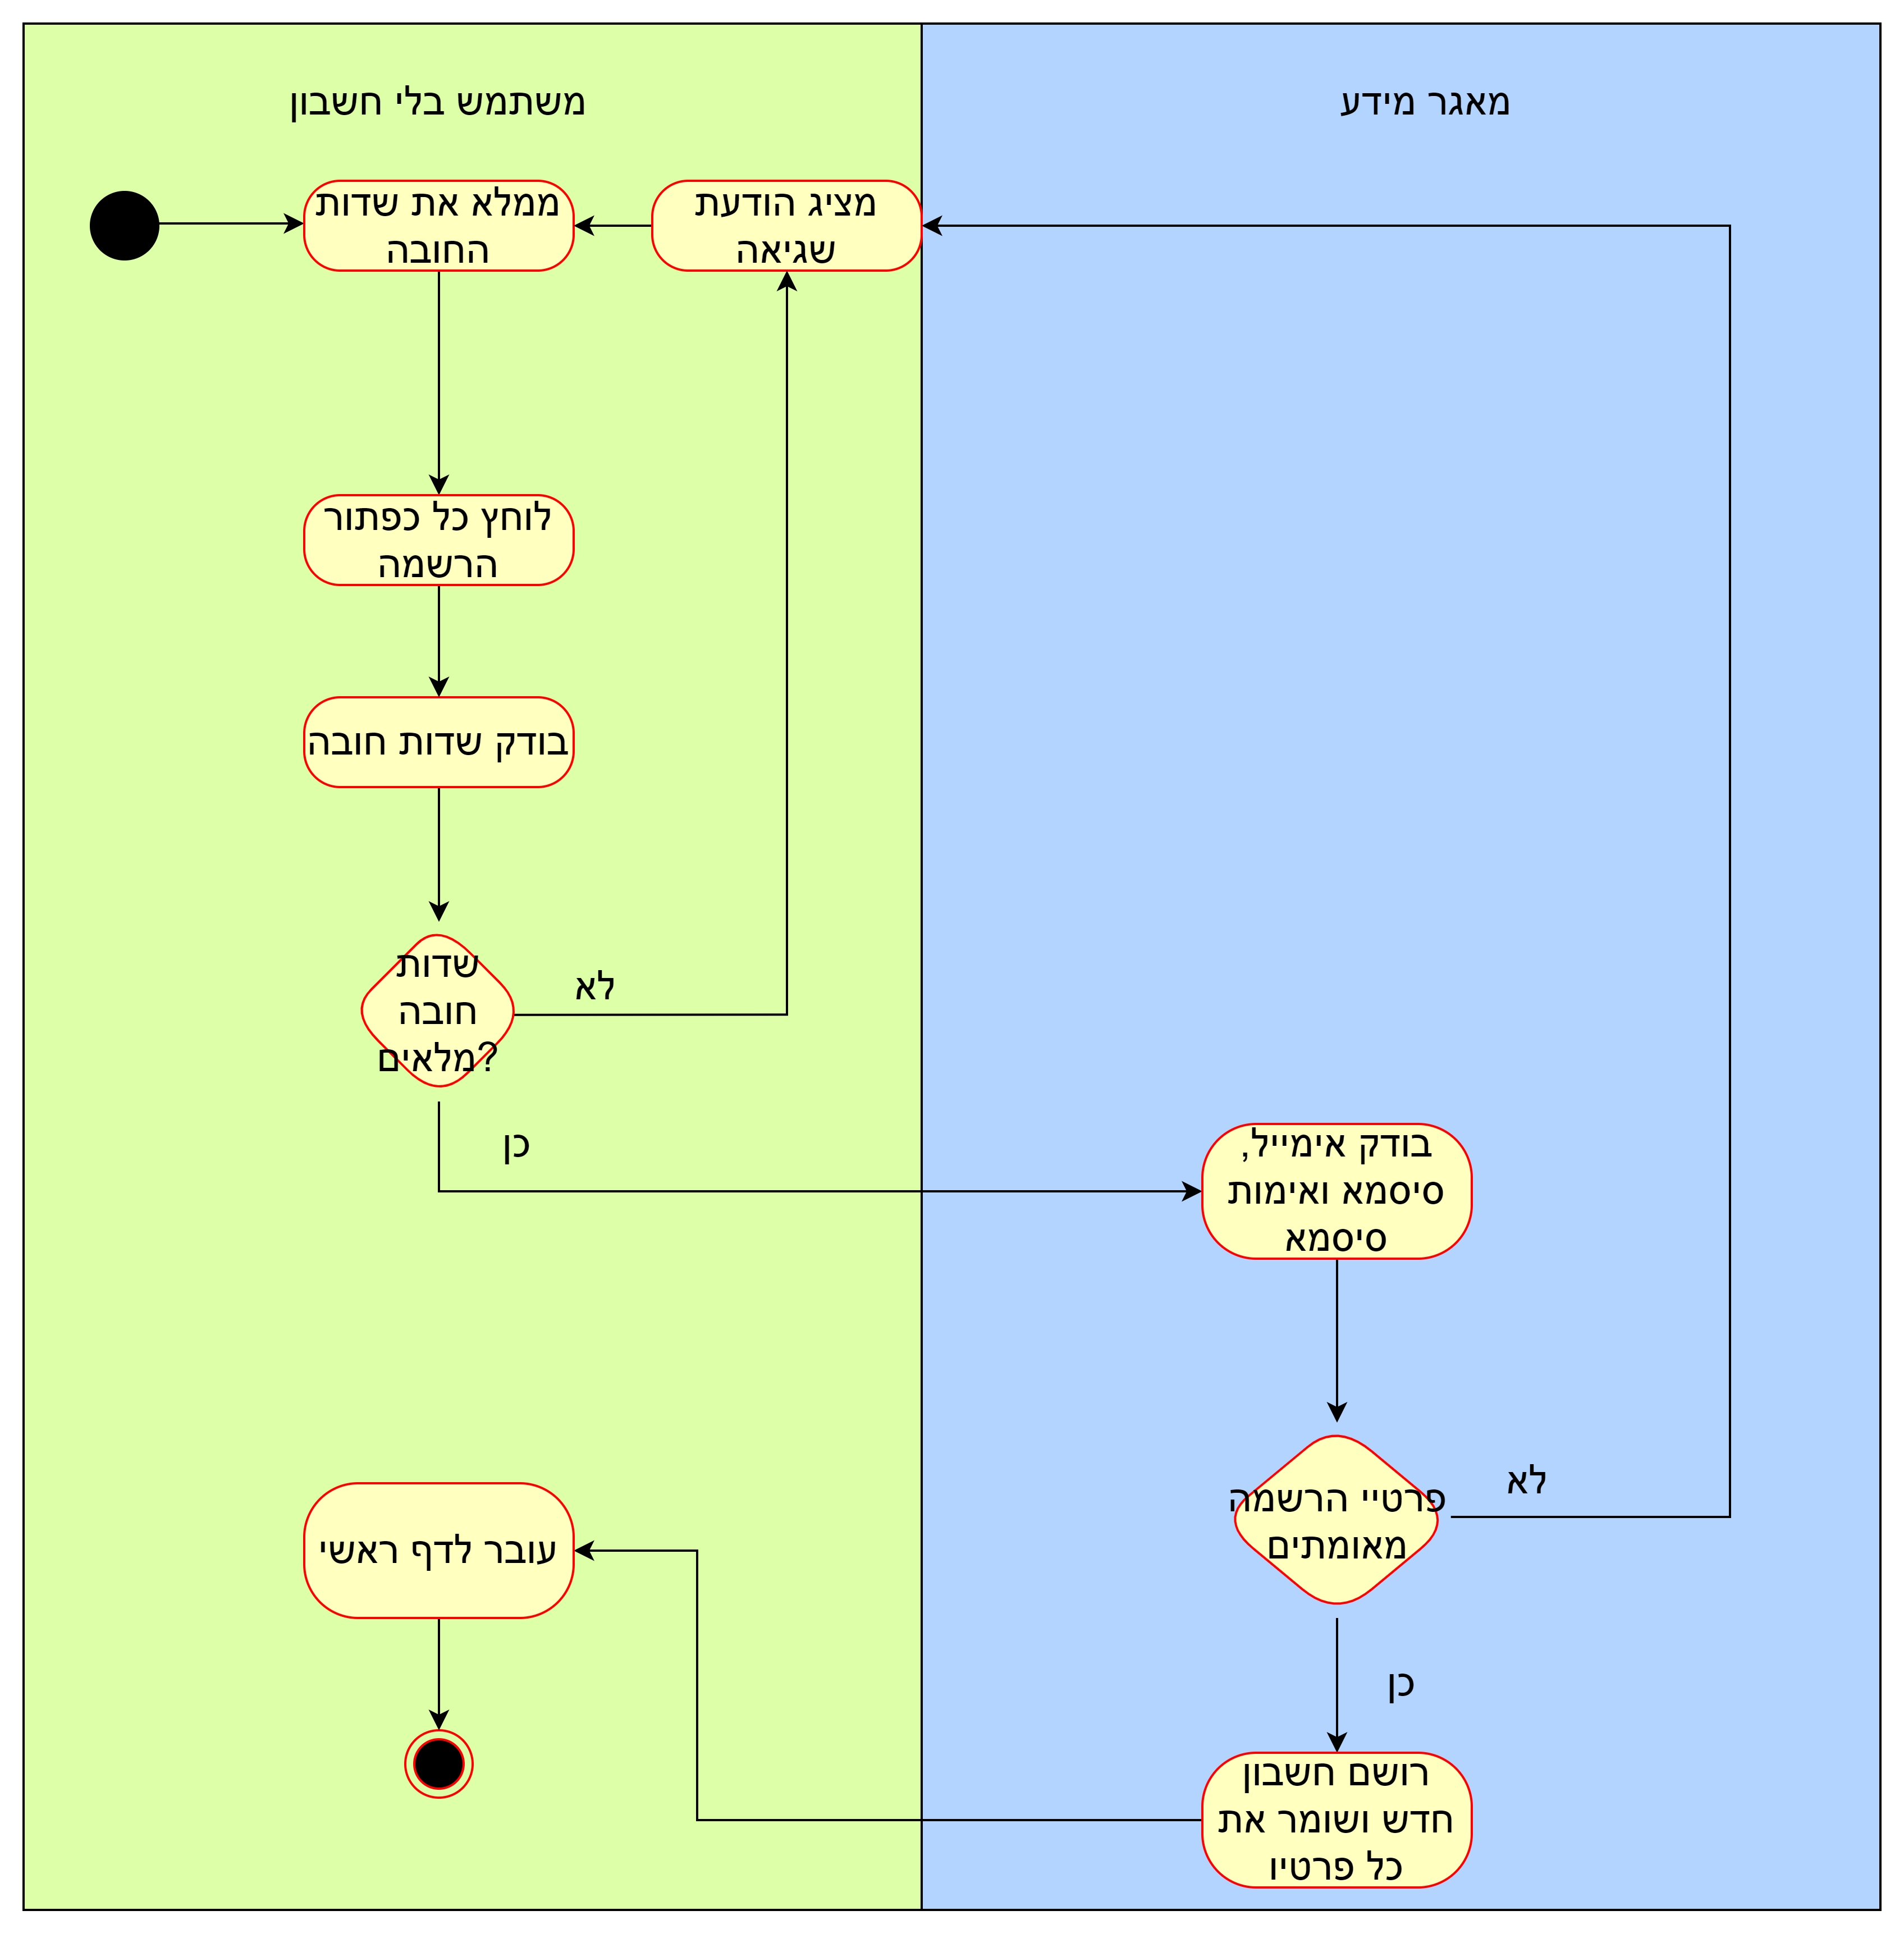 משתמש בלי חשבון
מאגר מידע
ממלא את שדות
החובה
מציג הודעת
שגיאה
לוחץ כל כפתור
הרשמה
בודק שדות חובה
שדות
חובה
מלאים?
לא
כן
בודק אימייל,
סיסמא ואימות
סיסמא
פרטיי הרשמה
מאומתים
לא
כן
רושם חשבון
חדש ושומר את
כל פרטיו
עובר לדף ראשי